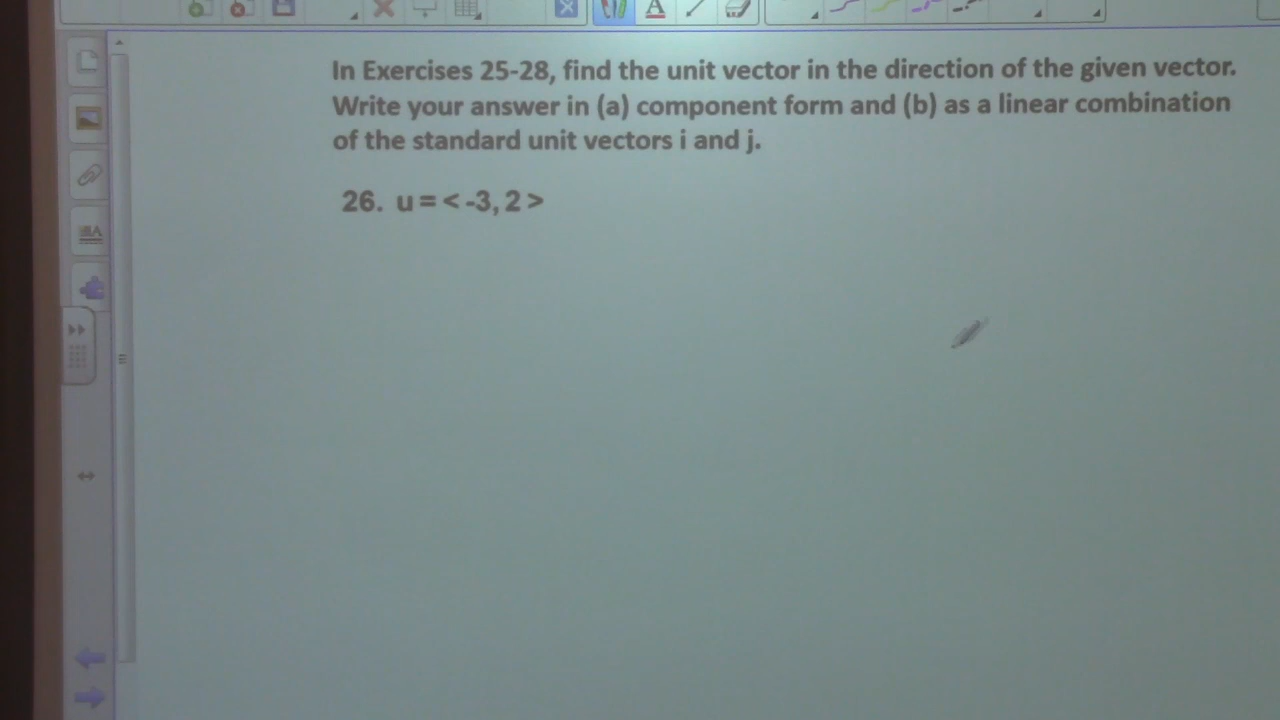 In Exercises 25-28, find the unit vector in the direction of the given vector.
Write your answer in (a) component form and (b) as a linear combination
of the standard unit vectors i and j.
26. u = < -3, 2 >